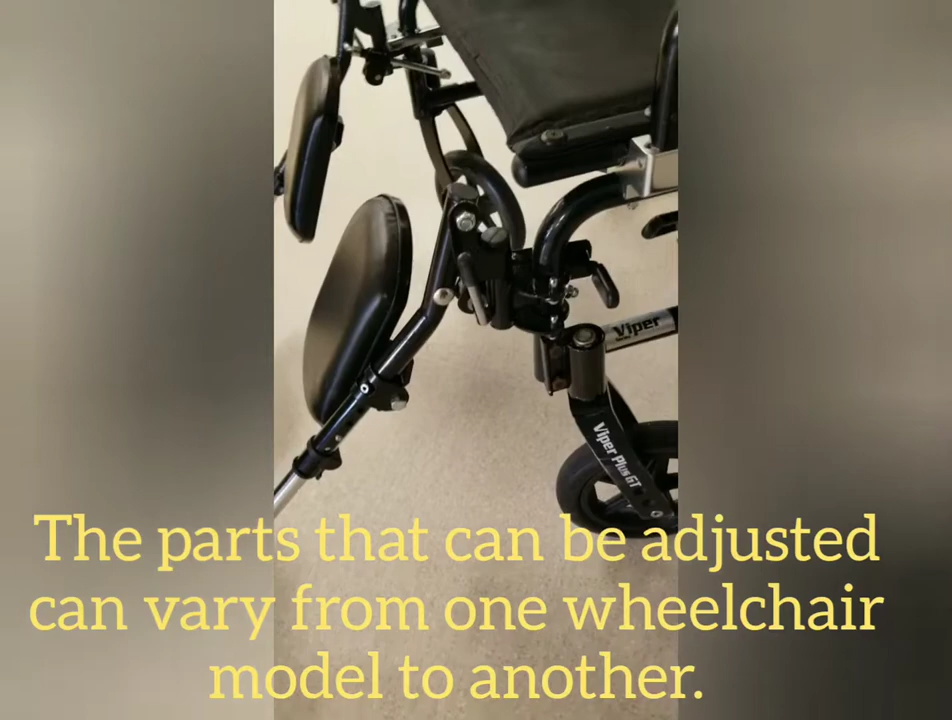 Viper
Viper Plus GT
The parts that can be adjusted
can vary from one wheelchair
model to another.